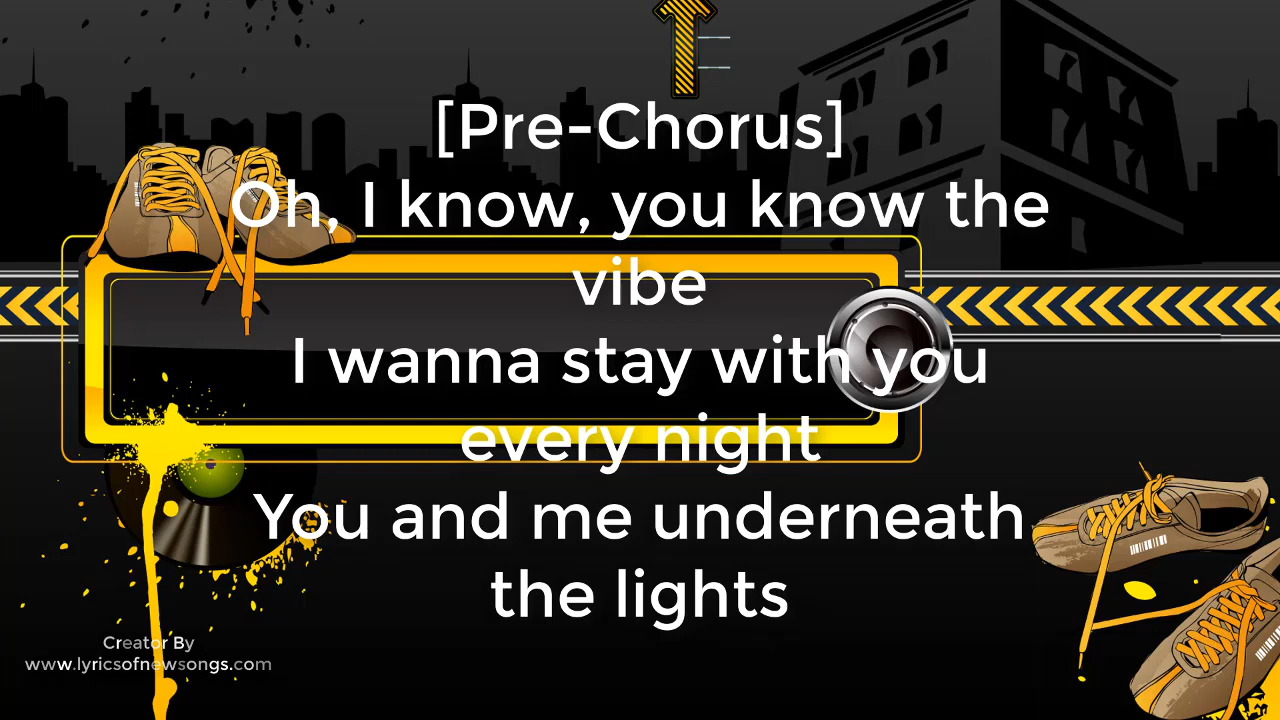 [Pre-Chorus]
Oh, I know, you know the
vibe
I wanna stay with you
every night
You and me underneath
the lights
Creator By
www.lyricsofnewsongs.com